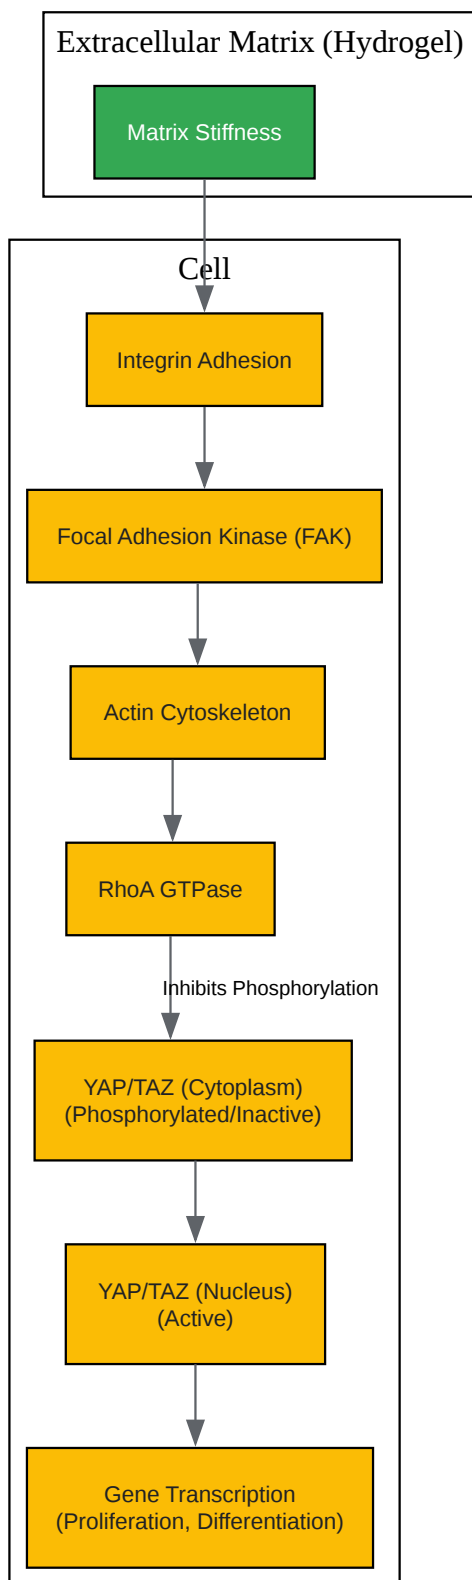 Extracellular Matrix (Hydrogel)
Matrix Stiffness
Cell
Integrin Adhesion
Focal Adhesion Kinase (FAK)
Actin Cytoskeleton
RhoA GTPase
Inhibits Phosphorylation
YAP/TAZ (Cytoplasm)
(Phosphorylated/Inactive)
YAP/TAZ (Nucleus)
(Active)
Gene Transcription
(Proliferation, Differentiation)